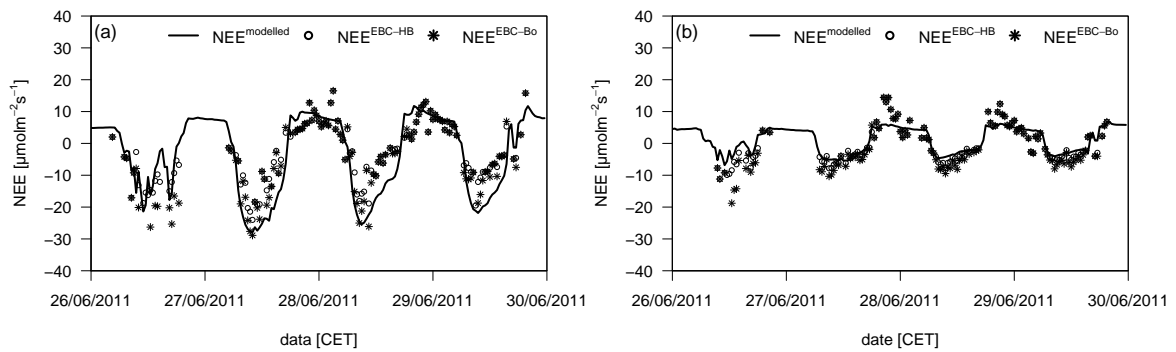 (a) NEE^modelled NEE^EBC−HB NEE^EBC−Bo
NEE [µmolm⁻²s⁻¹]
40
30
20
10
0
−10
−20
−30
−40
26/06/2011 27/06/2011 28/06/2011 29/06/2011 30/06/2011
data [CET]
(b) NEE^modelled NEE^EBC−HB NEE^EBC−Bo
NEE [µmolm⁻²s⁻¹]
40
30
20
10
0
−10
−20
−30
−40
26/06/2011 27/06/2011 28/06/2011 29/06/2011 30/06/2011
date [CET]